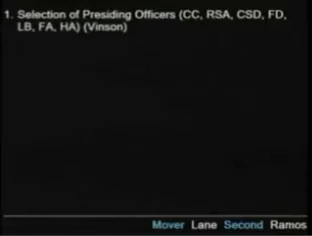 1. Selection of Presiding Officers (CC, RSA, CSD, FD,
LB, FA, HA) (Vinson)
Mover Lane Second Ramos